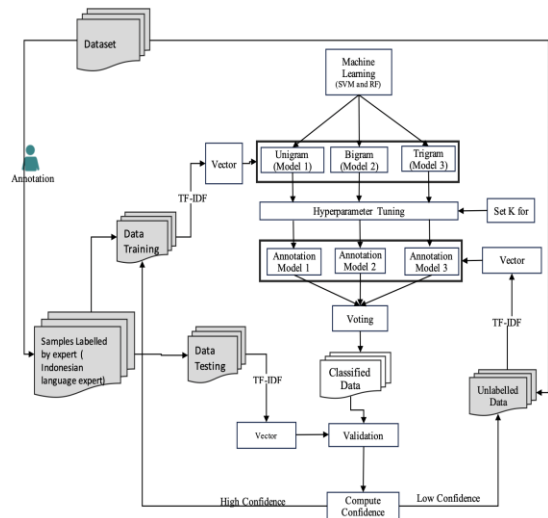 Dataset
Machine
Learning
(SVM and RF)
Annotation
Vector
Unigram
(Model 1)
Bigram
(Model 2)
Trigram
(Model 3)
TF-IDF
Hyperparameter Tuning
Set K for
Data
Training
Annotation
Model 1
Annotation
Model 2
Annotation
Model 3
Vector
Voting
TF-IDF
Samples Labelled
by expert (
Indonesian
language expert)
Data
Testing
TF-IDF
Classified
Data
Unlabelled
Data
Vector
Validation
High Confidence
Compute
Confidence
Low Confidence